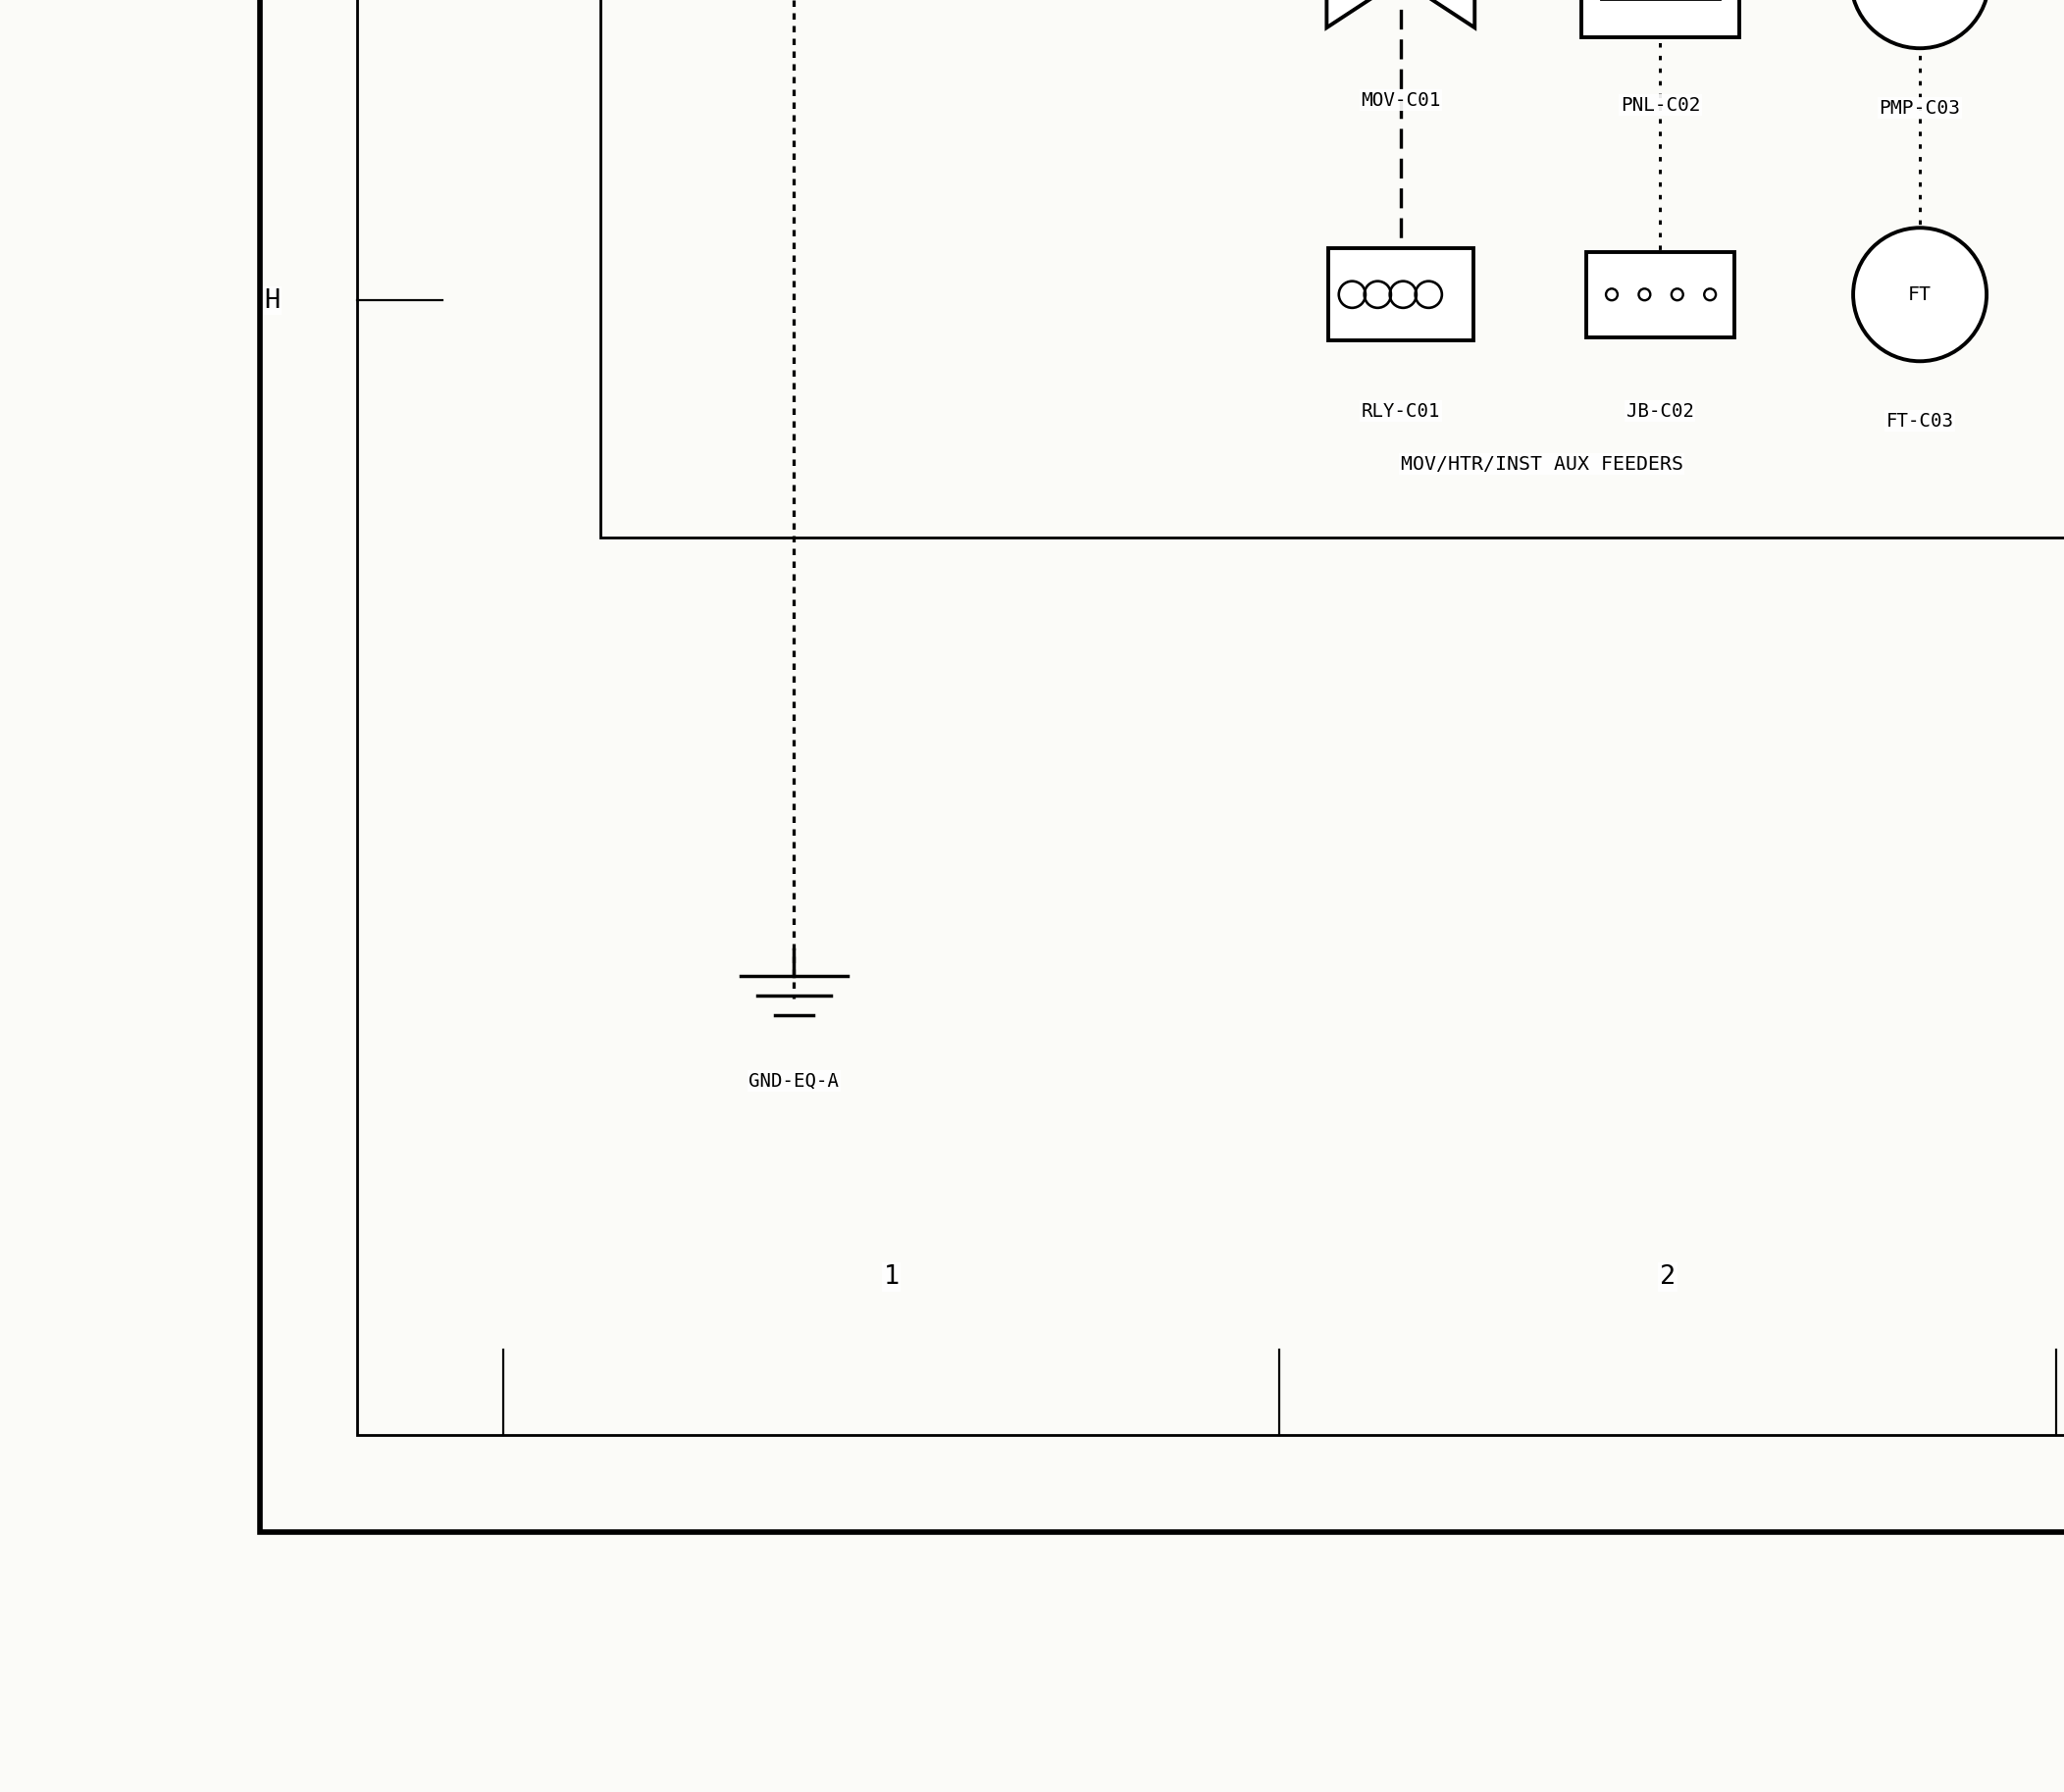 MOV-C01
PNL-C02
PMP-C03
H
FT
RLY-C01
JB-C02
FT-C03
MOV/HTR/INST AUX FEEDERS
GND-EQ-A
1
2